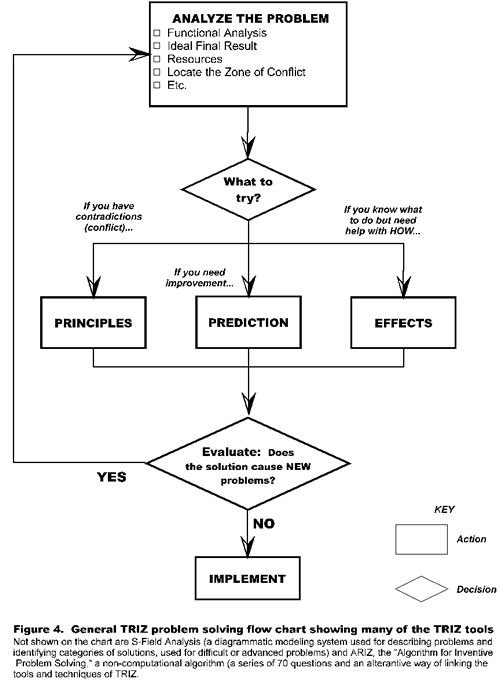 ANALYZE THE PROBLEM
Functional Analysis
Ideal Final Result
Resources
Locate the Zone of Conflict
Etc.
What to
try?
If you have
contradictions
(conflict)...
If you need
improvement...
If you know what
to do but need
help with HOW...
PRINCIPLES
PREDICTION
EFFECTS
Evaluate: Does
the solution cause NEW
problems?
YES
NO
IMPLEMENT
KEY
Action
Decision
Figure 4. General TRIZ problem solving flow chart showing many of the TRIZ tools
Not shown on the chart are S-Field Analysis (a diagrammatic modeling system used for describing problems and
identifying categories of solutions, used for difficult or advanced problems) and ARIZ, the "Algorithm for Inventive
Problem Solving," a non-computational algorithm (a series of 70 questions and an alterantive way of linking the
tools and techniques of TRIZ.